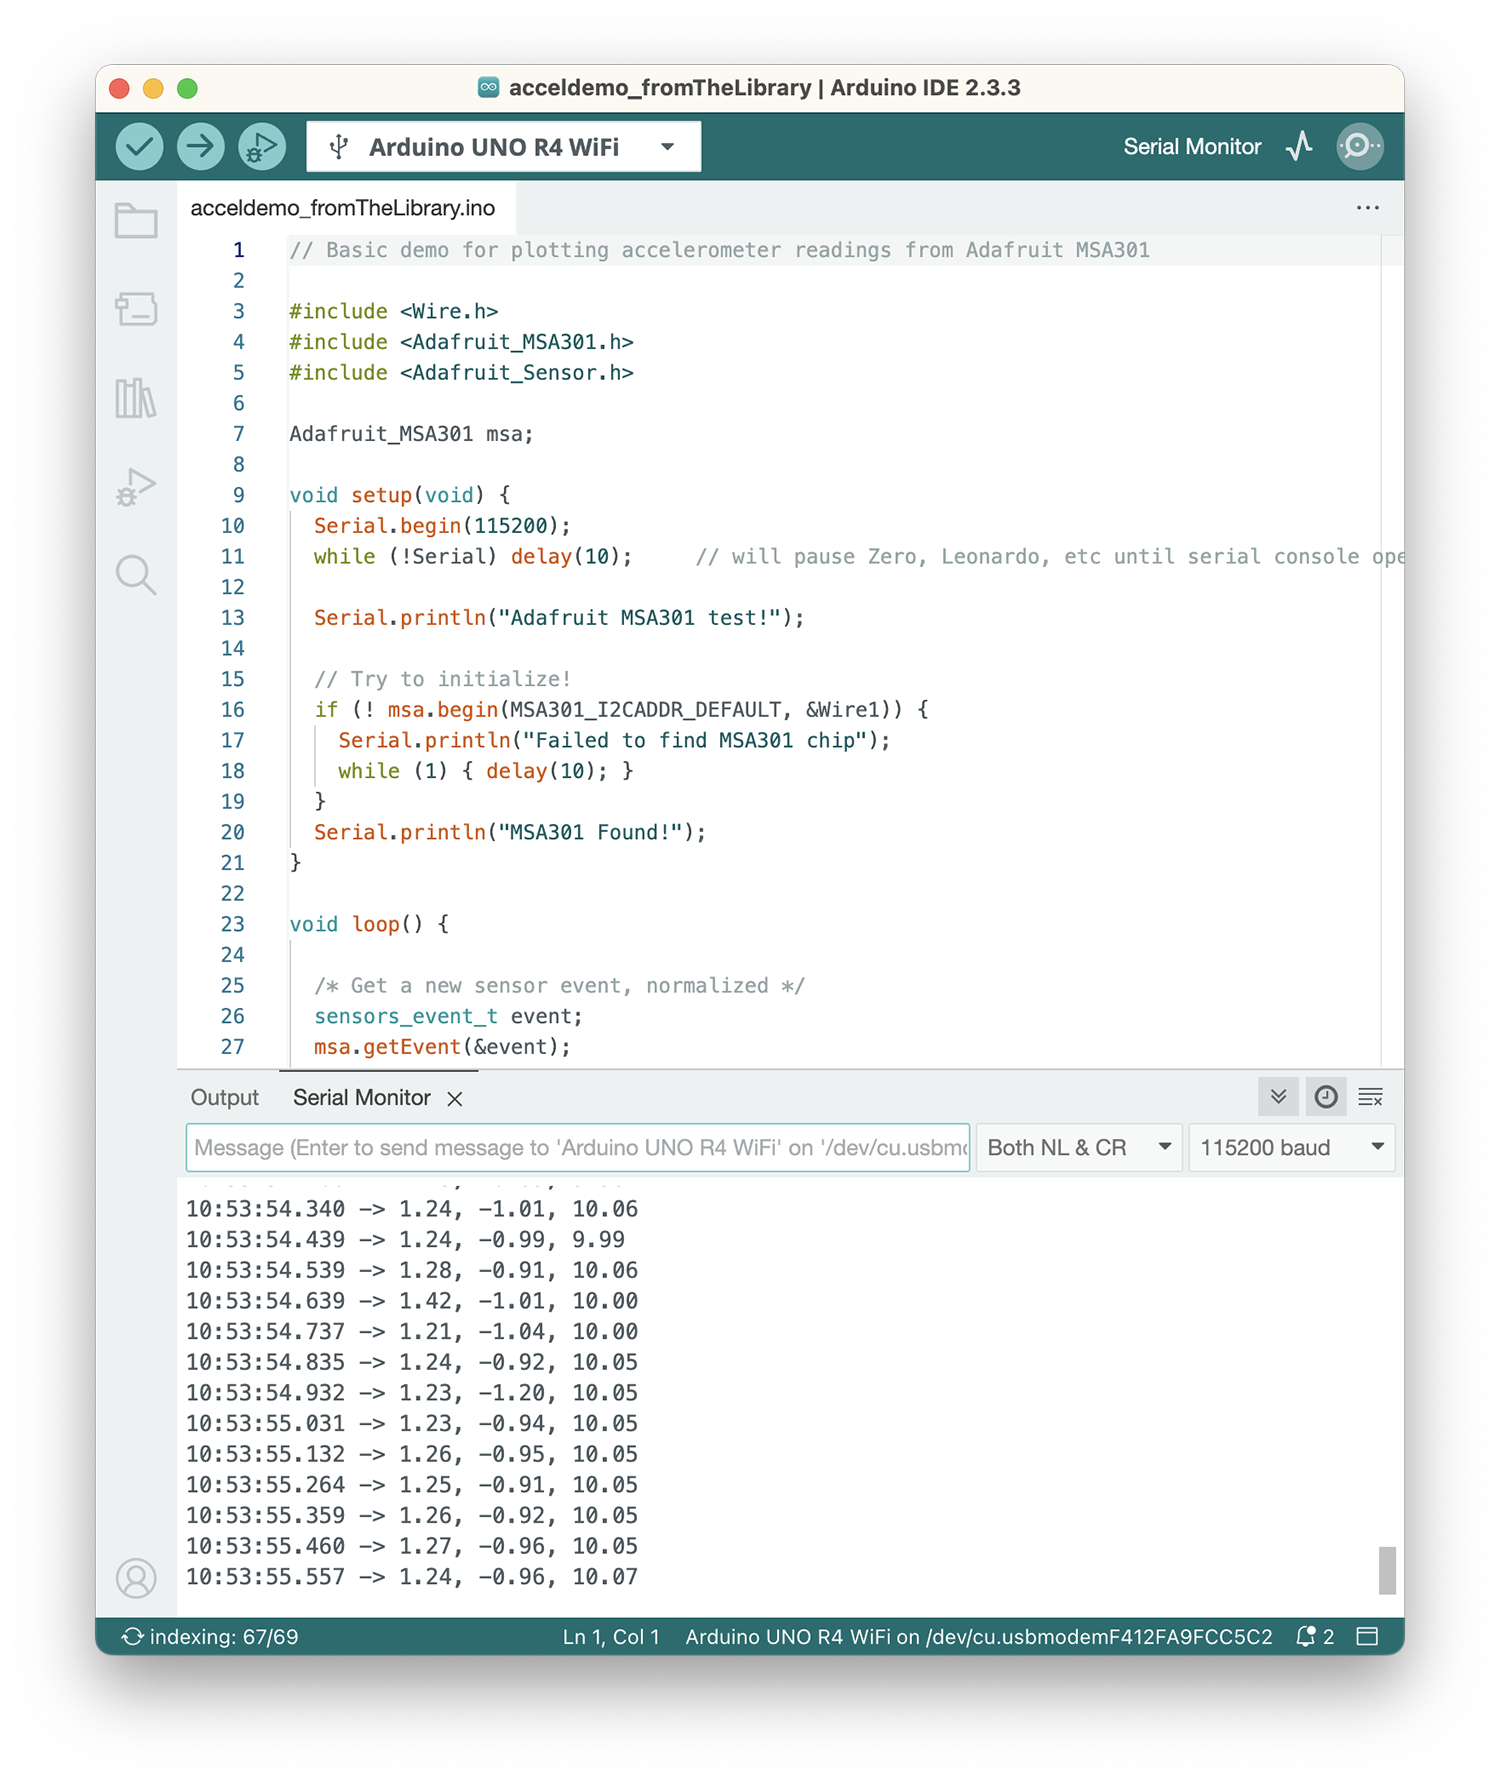 acceldemo_fromTheLibrary | Arduino IDE 2.3.3
Arduino UNO R4 WiFi
Serial Monitor
acceldemo_fromTheLibrary.ino
1 // Basic demo for plotting accelerometer readings from Adafruit MSA301
2
3 #include <Wire.h>
4 #include <Adafruit_MSA301.h>
5 #include <Adafruit_Sensor.h>
6
7 Adafruit_MSA301 msa;
8
9 void setup(void) {
10 Serial.begin(115200);
11 while (!Serial) delay(10); // will pause Zero, Leonardo, etc until serial console ope
12
13 Serial.println("Adafruit MSA301 test!");
14
15 // Try to initialize!
16 if (! msa.begin(MSA301_I2CADDR_DEFAULT, &Wire1)) {
17 Serial.println("Failed to find MSA301 chip");
18 while (1) { delay(10); }
19 }
20 Serial.println("MSA301 Found!");
21 }
22
23 void loop() {
24
25 /* Get a new sensor event, normalized */
26 sensors_event_t event;
27 msa.getEvent(&event);
Output Serial Monitor
Message (Enter to send message to 'Arduino UNO R4 WiFi' on '/dev/cu.usbmo Both NL & CR 115200 baud
10:53:54.340 -> 1.24, -1.01, 10.06
10:53:54.439 -> 1.24, -0.99, 9.99
10:53:54.539 -> 1.28, -0.91, 10.06
10:53:54.639 -> 1.42, -1.01, 10.00
10:53:54.737 -> 1.21, -1.04, 10.00
10:53:54.835 -> 1.24, -0.92, 10.05
10:53:54.932 -> 1.23, -1.20, 10.05
10:53:55.031 -> 1.23, -0.94, 10.05
10:53:55.132 -> 1.26, -0.95, 10.05
10:53:55.264 -> 1.25, -0.91, 10.05
10:53:55.359 -> 1.26, -0.92, 10.05
10:53:55.460 -> 1.27, -0.96, 10.05
10:53:55.557 -> 1.24, -0.96, 10.07
indexing: 67/69 Ln 1, Col 1 Arduino UNO R4 WiFi on /dev/cu.usbmodemF412FA9FCC5C2 2